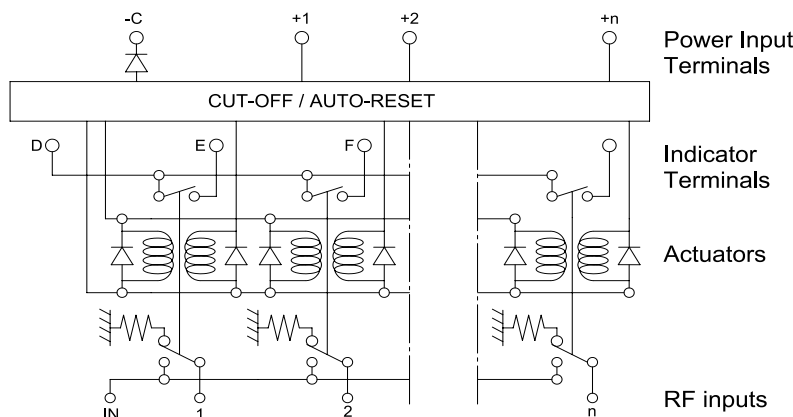 -C +1 +2 +n
Power Input
Terminals
CUT-OFF / AUTO-RESET
D E F
Indicator
Terminals
Actuators
RF inputs
IN 1 2 n